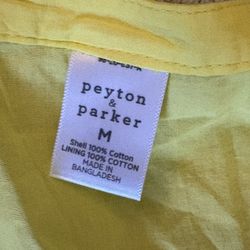 peyton
&
parker
M
Shell 100% Cotton
LINING 100% COTTON
MADE IN
BANGLADESH